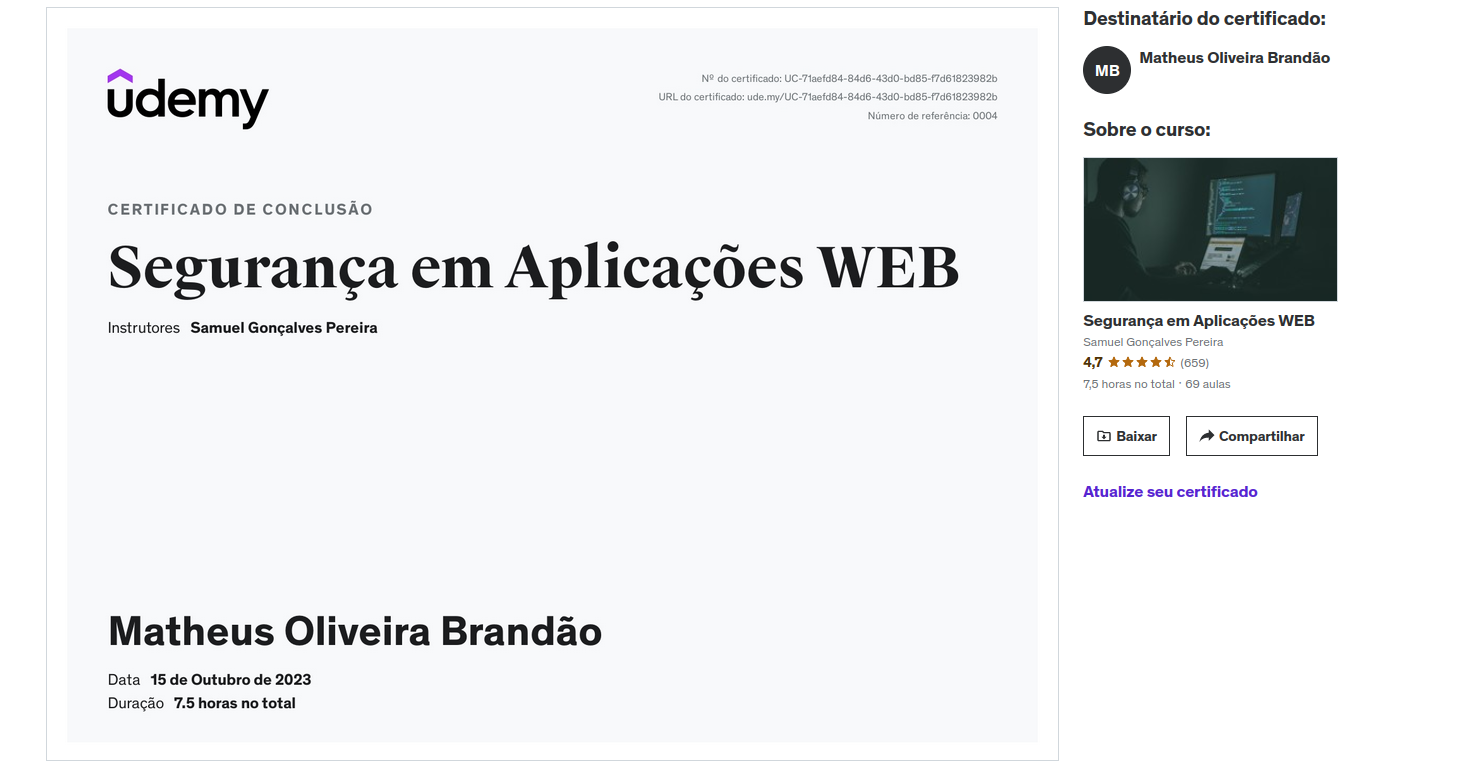 udemy
Nº do certificado: UC-71aefd84-84d6-43d0-bd85-f7d61823982b
URL do certificado: ude.my/UC-71aefd84-84d6-43d0-bd85-f7d61823982b
Número de referência: 0004
CERTIFICADO DE CONCLUSÃO
Segurança em Aplicações WEB
Instrutores Samuel Gonçalves Pereira
Matheus Oliveira Brandão
Data 15 de Outubro de 2023
Duração 7.5 horas no total
Destinatário do certificado:
MB
Matheus Oliveira Brandão
Sobre o curso:
Segurança em Aplicações WEB
Samuel Gonçalves Pereira
4,7 (659)
7,5 horas no total · 69 aulas
Baixar
Compartilhar
Atualize seu certificado